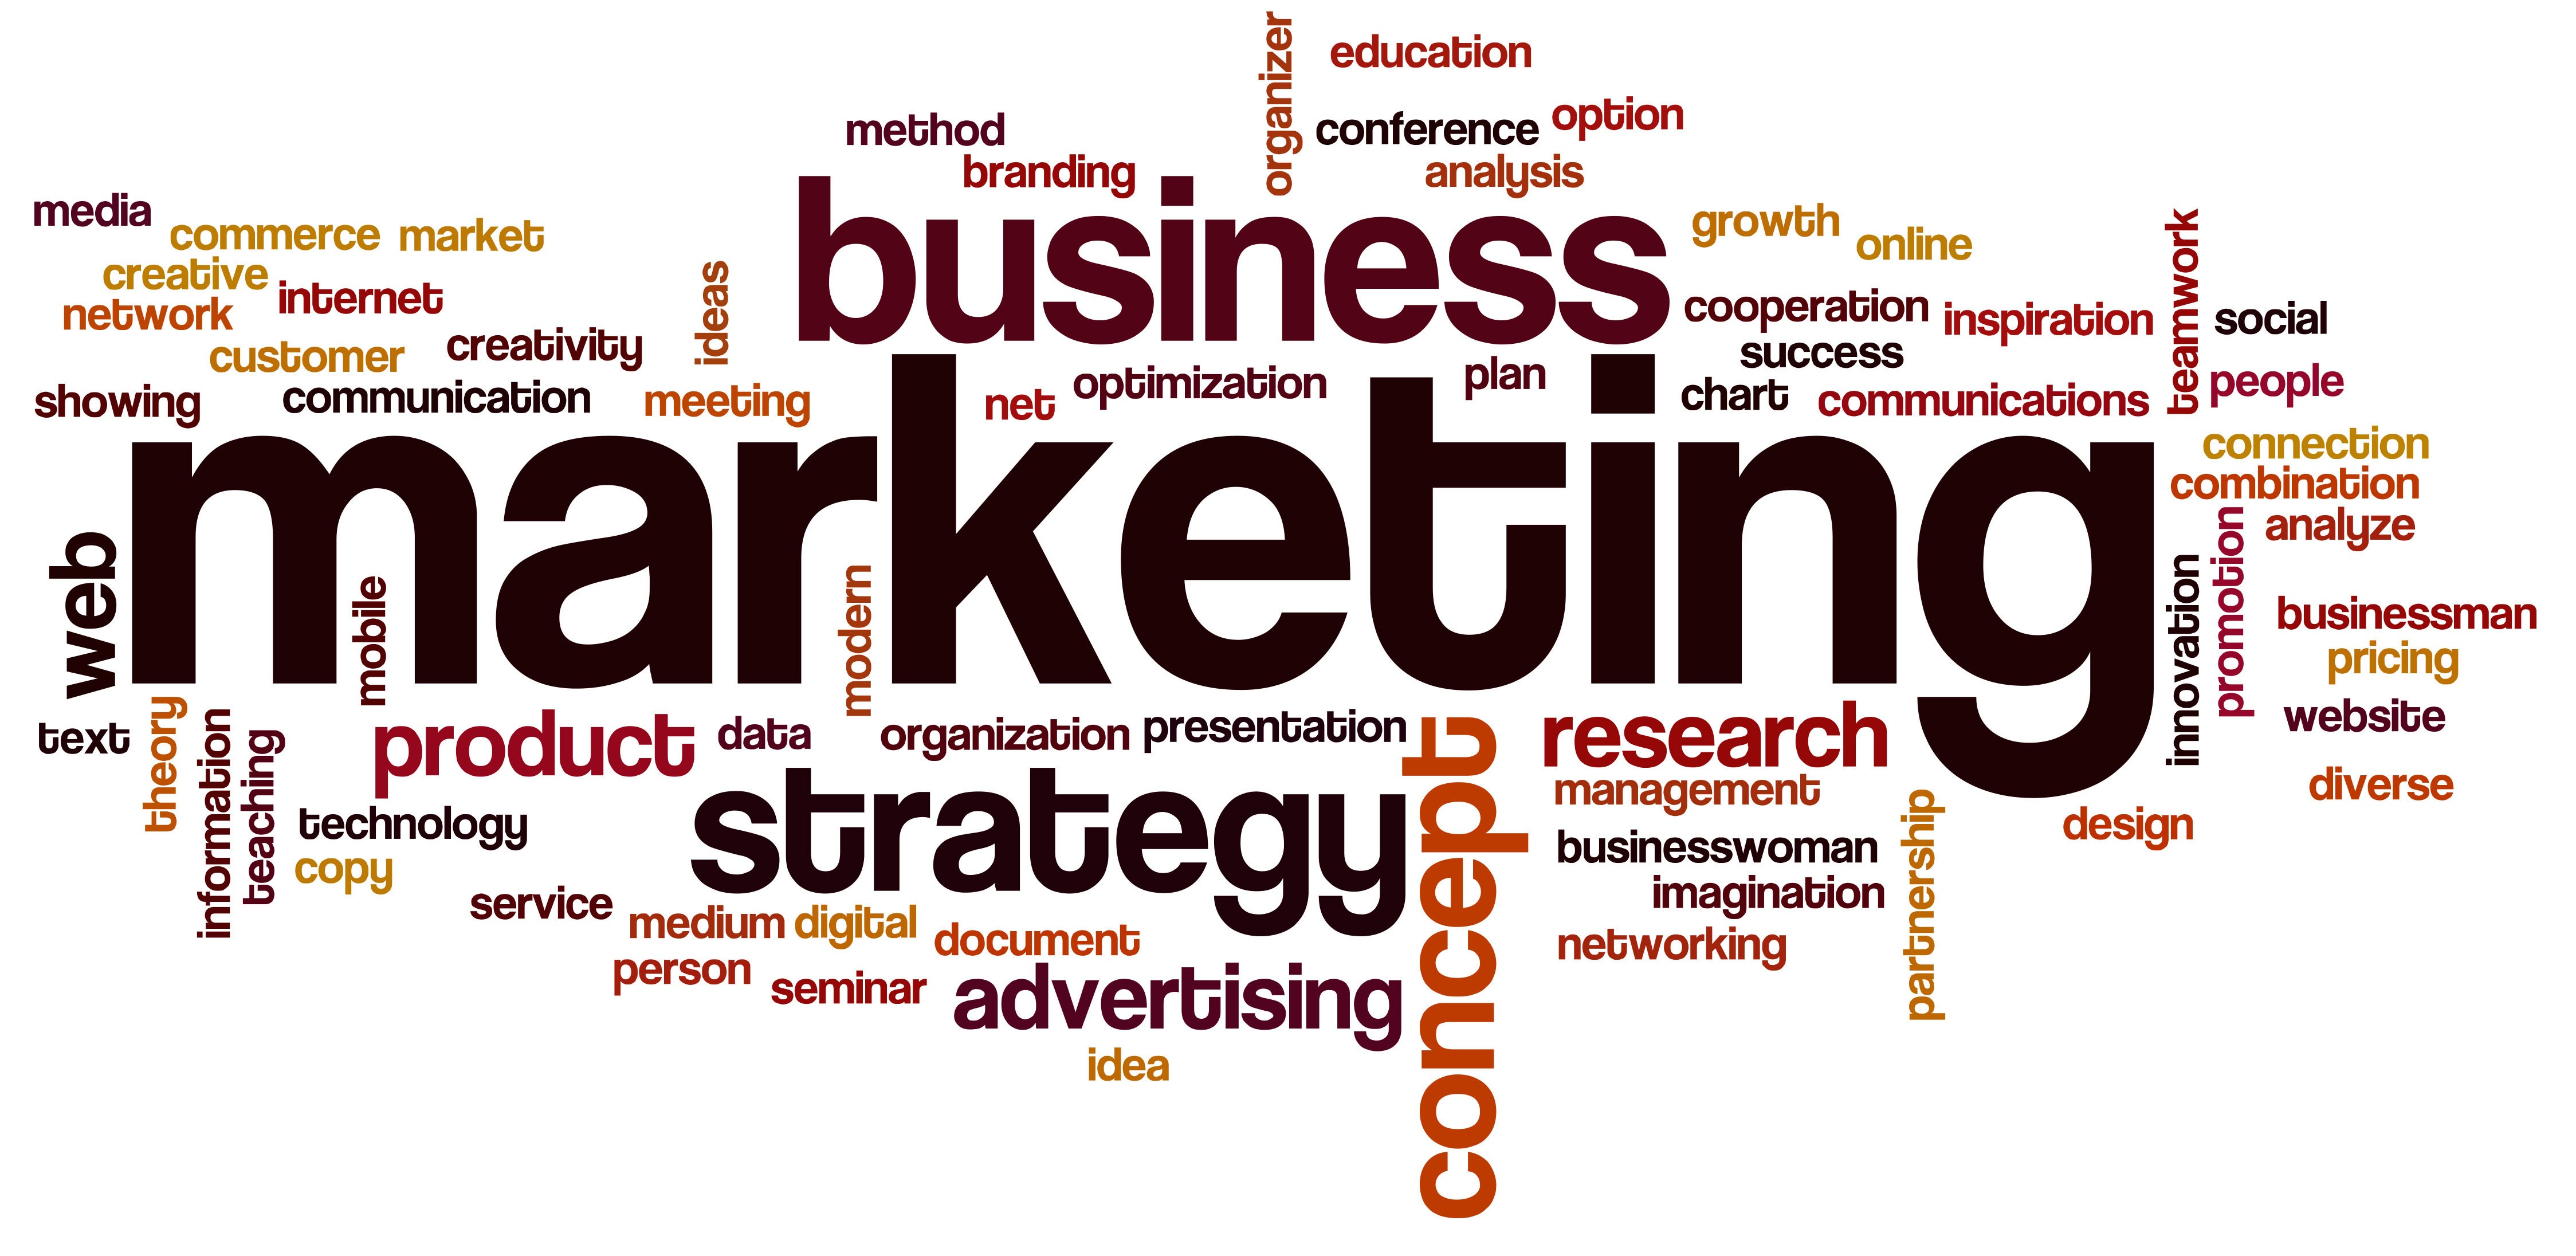 organizer
education
method
conference
option
branding
analysis
media
commerce
market
business
growth
online
teamwork
creative
internet
network
ideas
cooperation
inspiration
social
customer
creativity
success
showing
communication
meeting
net
optimization
plan
chart
communications
people
marketing
connection
combination
analyze
web
mobile
modern
innovation
promotion
businessman
pricing
text
theory
information
teaching
product
data
organization
presentation
concept
research
website
technology
strategy
management
diverse
copy
businesswoman
partnership
design
service
medium
digital
document
imagination
person
seminar
advertising
networking
idea